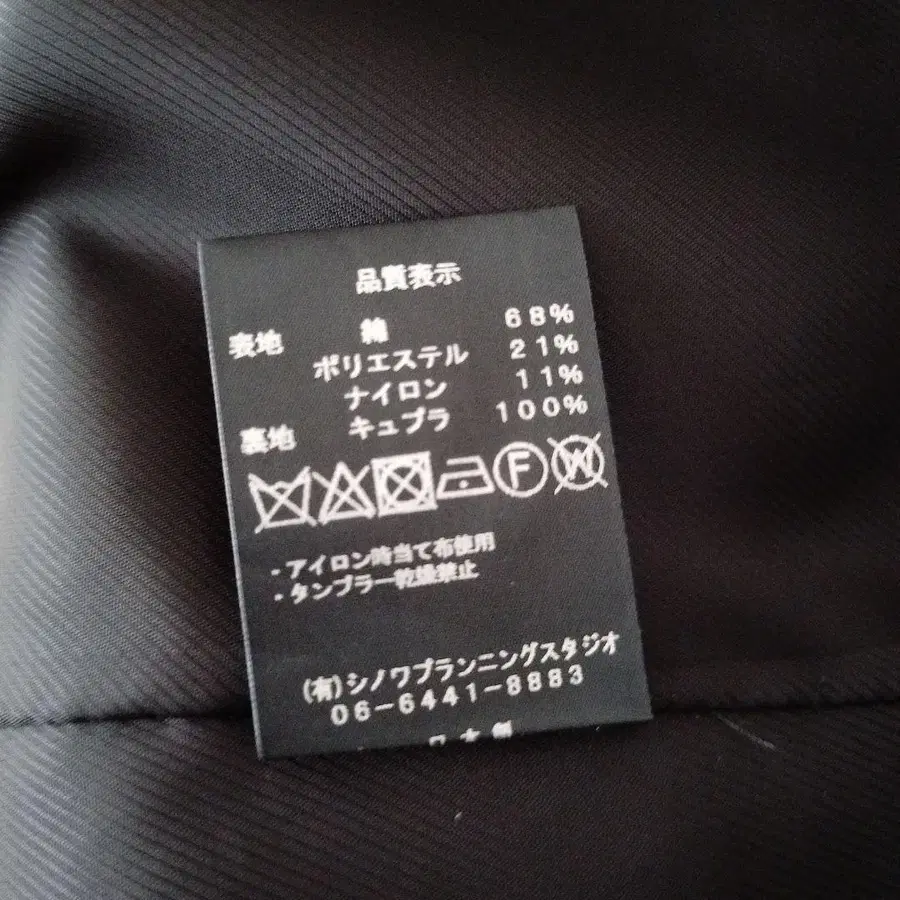 品質表示
表地 綿 68%
ポリエステル 21%
ナイロン 11%
裏地 キュプラ 100%
F W
・アイロン時当て布使用
・タンブラー乾燥禁止
(有)シノワプランニングスタジオ
06-6441-8883
日本製